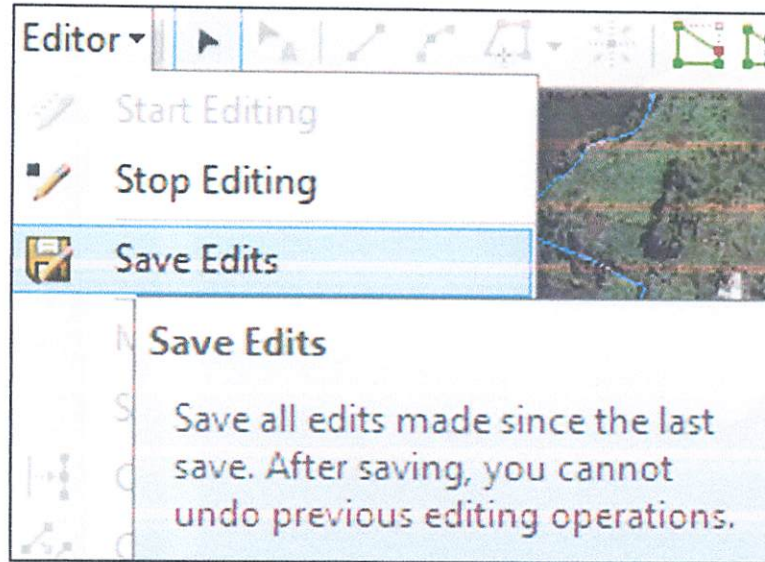 Editor
Start Editing
Stop Editing
Save Edits
Save Edits
Save all edits made since the last
save. After saving, you cannot
undo previous editing operations.